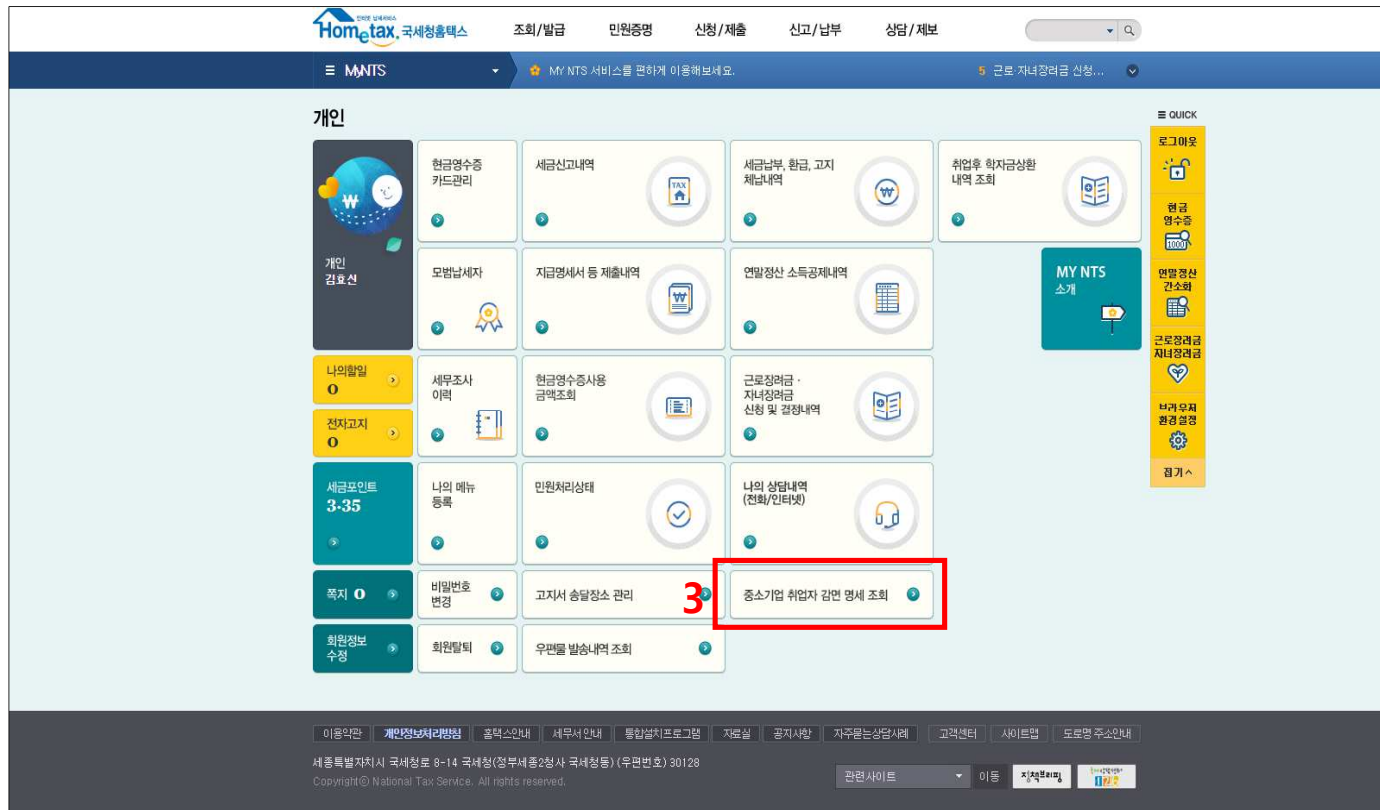 인터넷 납세서비스
Hometax. 국세청홈택스
조회/발급 민원증명 신청/제출 신고/납부 상담/제보
MyNTS
MY NTS 서비스를 편하게 이용해보세요.
5 근로·자녀장려금 신청...
개인
QUICK
로그아웃
현금
영수증
1000
연말정산
간소화
근로장려금
자녀장려금
브라우저
환경설정
접기
개인
김효신
현금영수증
카드관리
세금신고내역
TAX
세금납부, 환급, 고지
체납내역
취업후 학자금상환
내역 조회
모범납세자
지급명세서 등 제출내역
연말정산 소득공제내역
MY NTS
소개
나의할일
0
전자고지
0
세무조사
이력
현금영수증사용
금액조회
근로장려금 ·
자녀장려금
신청 및 결정내역
세금포인트
3.35
나의 메뉴
등록
민원처리상태
나의 상담내역
(전화/인터넷)
쪽지 0
비밀번호
변경
고지서 송달장소 관리
3
중소기업 취업자 감면 명세 조회
회원정보
수정
회원탈퇴
우편물 발송내역 조회
이용약관 개인정보처리방침 홈택스안내 세무서안내 통합설치프로그램 자료실 공지사항 자주묻는상담사례 고객센터 사이트맵 도로명 주소안내
세종특별자치시 국세청로 8-14 국세청(정부세종2청사 국세청동) (우편번호) 30128
Copyright© National Tax Service. All rights reserved.
관련사이트 이동 정책브리핑